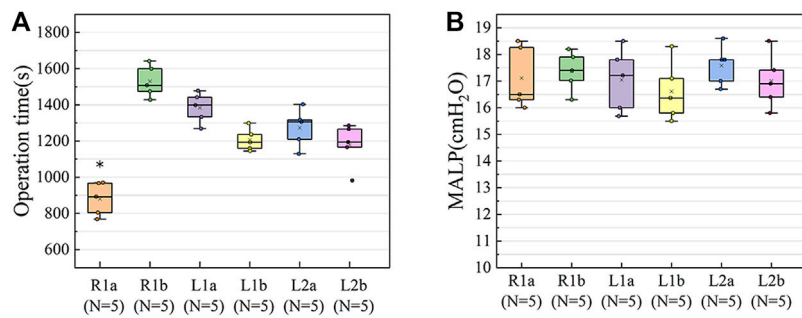 A
Operation time(s)
1800
1600
1400
1200
1000
800
600
*
R1a R1b L1a L1b L2a L2b
(N=5) (N=5) (N=5) (N=5) (N=5) (N=5)
B
MALP(cmH₂O)
19
18
17
16
15
14
13
12
11
10
R1a R1b L1a L1b L2a L2b
(N=5) (N=5) (N=5) (N=5) (N=5) (N=5)